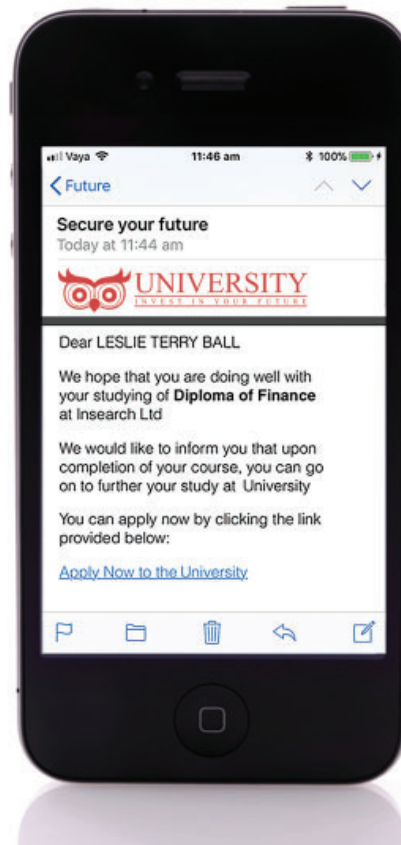 Vaya 11:46 am 100%
Future
Secure your future
Today at 11:44 am
UNIVERSITY
INVEST IN YOUR FUTURE
Dear LESLIE TERRY BALL
We hope that you are doing well with
your studying of Diploma of Finance
at Insearch Ltd
We would like to inform you that upon
completion of your course, you can go
on to further your study at University
You can apply now by clicking the link
provided below:
Apply Now to the University